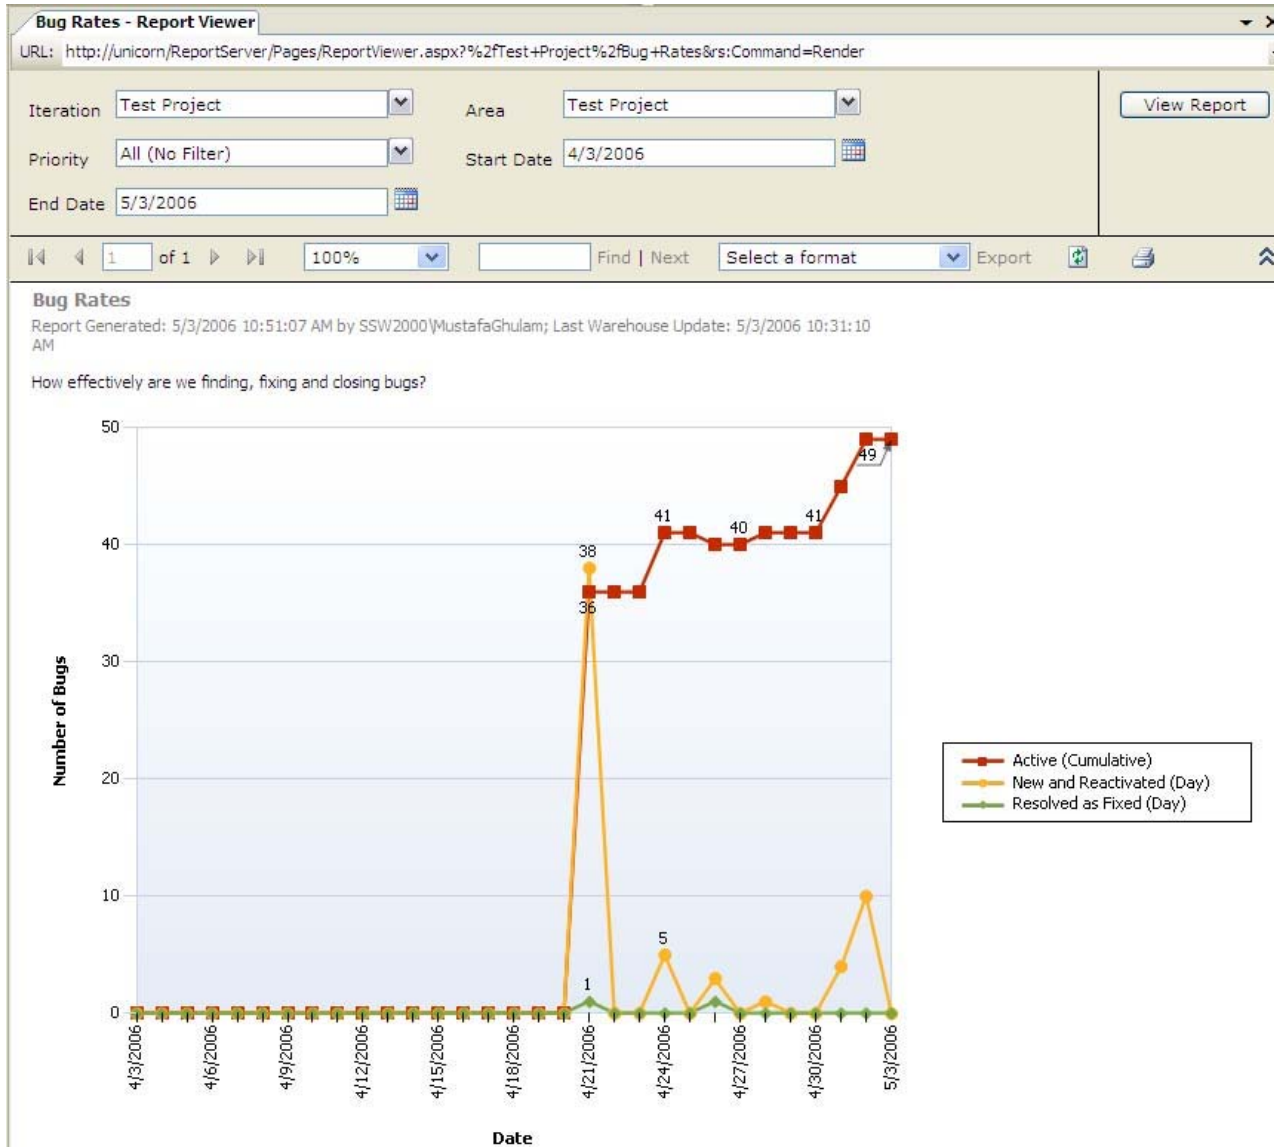 Bug Rates - Report Viewer
URL: http://unicorn/ReportServer/Pages/ReportViewer.aspx?%2fTest+Project%2fBug+Rates&rs:Command=Render
Iteration Test Project Area Test Project View Report
Priority All (No Filter) Start Date 4/3/2006
End Date 5/3/2006
1 of 1 100% Find | Next Select a format Export
Bug Rates
Report Generated: 5/3/2006 10:51:07 AM by SSW2000\MustafaGhulam; Last Warehouse Update: 5/3/2006 10:31:10
AM
How effectively are we finding, fixing and closing bugs?
50
49
41
40
41
40
38
36
30
Number of Bugs
20
Active (Cumulative)
New and Reactivated (Day)
Resolved as Fixed (Day)
10
5
1
0
4/3/2006
4/6/2006
4/9/2006
4/12/2006
4/15/2006
4/18/2006
4/21/2006
4/24/2006
4/27/2006
4/30/2006
5/3/2006
Date